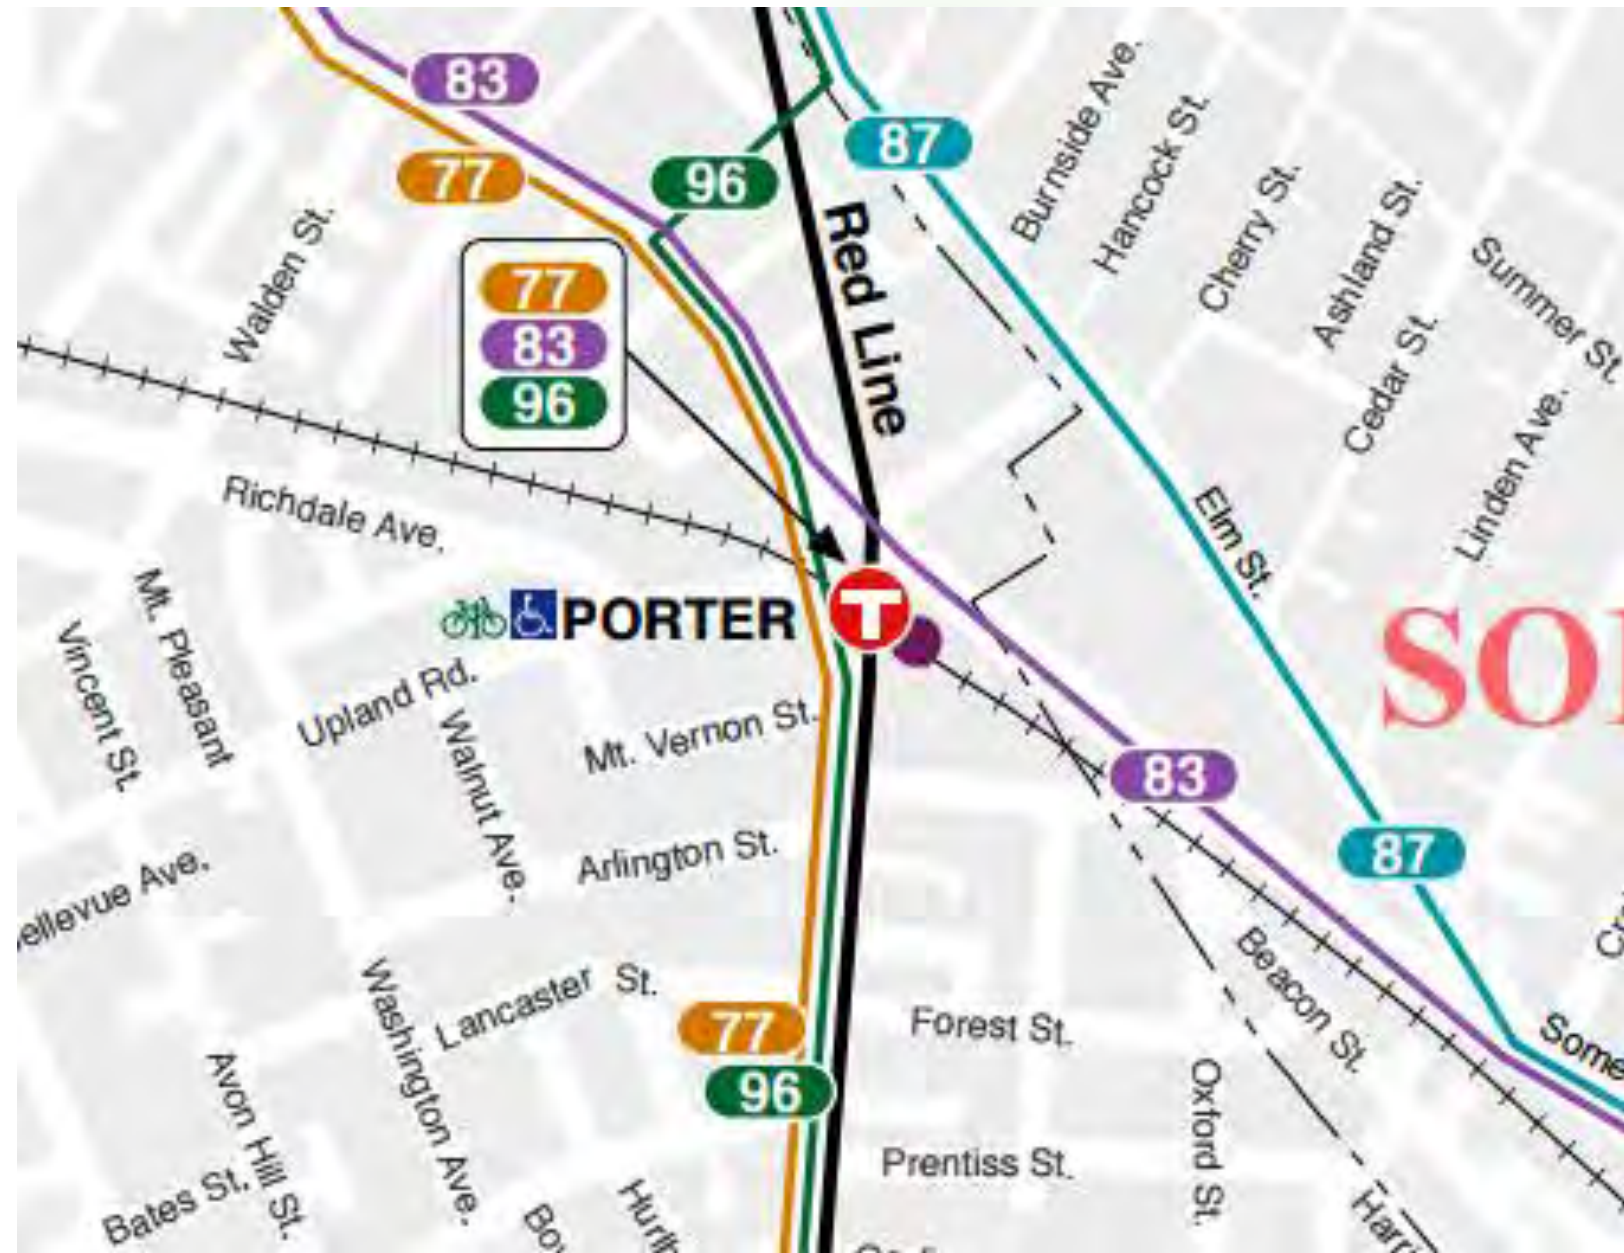 83
87
77
96
Burnside Ave.
Hancock St.
Cherry St.
Ashland St.
Summer St.
Walden St.
Red Line
77
83
96
Cedar St.
Linden Ave.
Richdale Ave.
Elm St.
Mt. Pleasant
Vincent St.
T
PORTER
Upland Rd.
Walnut Ave.
Mt. Vernon St.
83
87
Arlington St.
Beacon St.
Washington Ave.
Lancaster St.
77
96
Forest St.
Oxford St.
Avon Hill St.
Prentiss St.
Bates St.